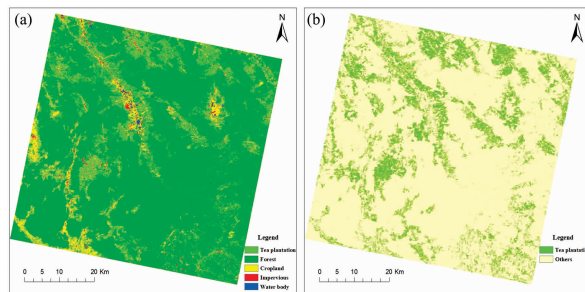 (a)
N
Legend
Tea plantation
Forest
Cropland
Impervious
Water body
0 5 10 20 Km
(b)
N
Legend
Tea plantation
Others
0 5 10 20 Km